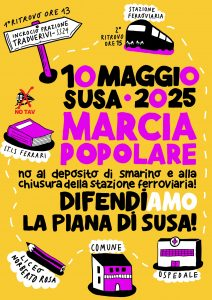 1° RITROVO ORE 13
INCROCIO FRAZIONE
TRADUERIVI-SS24
STAZIONE
FERROVIARIA
2° RITROVO
ORE 15
10 MAGGIO
SUSA • 2025
NO TAV
MARCIA
POPOLARE
ITIS FERRARI
no al deposito di smarino e alla
chiusura della stazione ferroviaria!
DIFENDIAMO
LA PIANA DI SUSA!
LICEO
NORBERTO ROSA
COMUNE
OSPEDALE